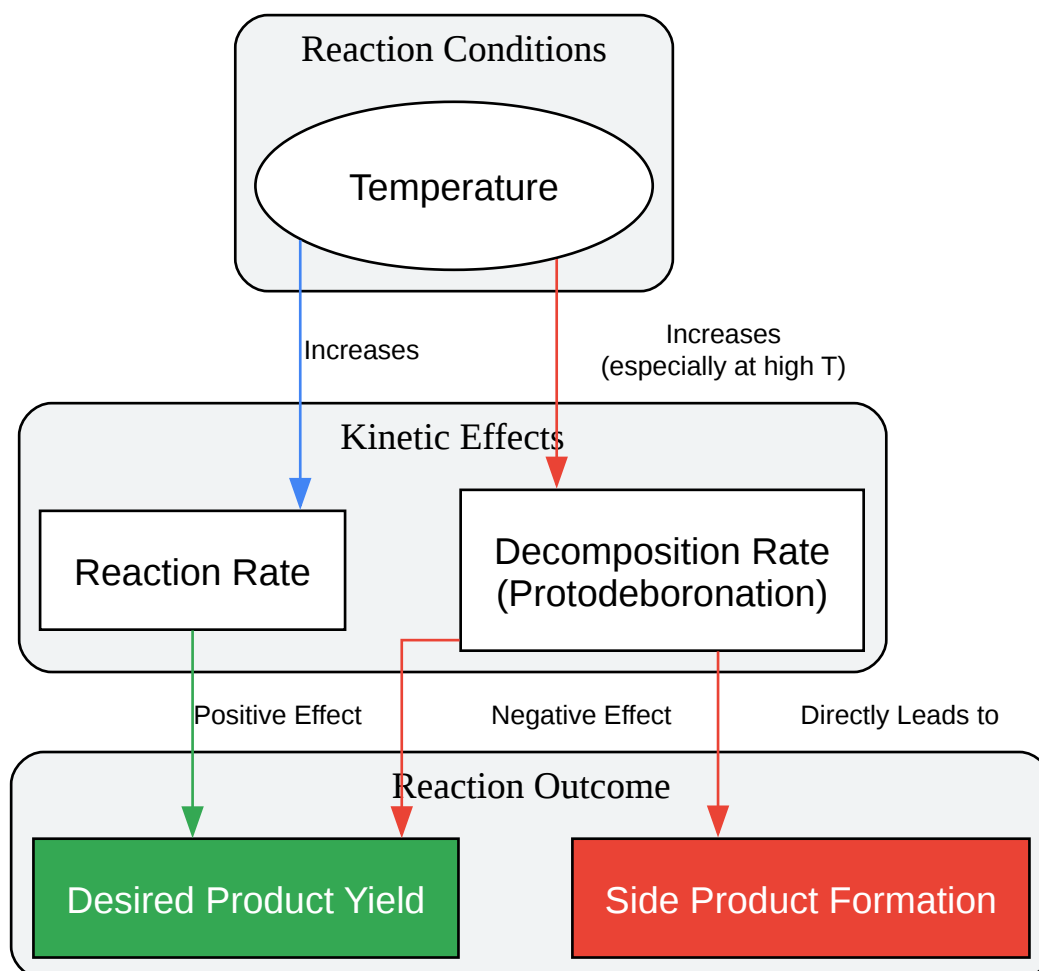 Reaction Conditions
Temperature
Increases
Increases
(especially at high T)
Kinetic Effects
Reaction Rate
Decomposition Rate
(Protodeboronation)
Positive Effect
Negative Effect
Directly Leads to
Reaction Outcome
Desired Product Yield
Side Product Formation